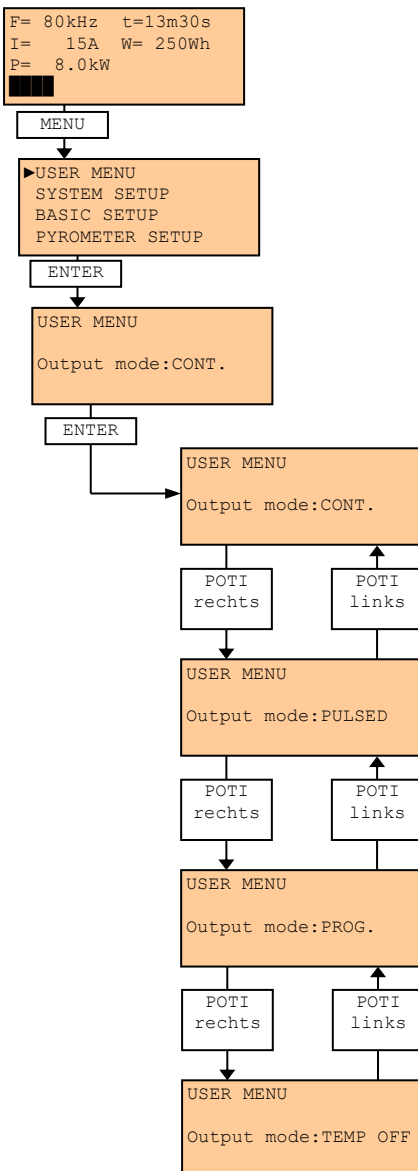 F= 80kHz t=13m30s
I= 15A W= 250Wh
P= 8.0kW
MENU
►USER MENU
SYSTEM SETUP
BASIC SETUP
PYROMETER SETUP
ENTER
USER MENU
Output mode:CONT.
ENTER
USER MENU
Output mode:CONT.
POTI
rechts
POTI
links
USER MENU
Output mode:PULSED
POTI
rechts
POTI
links
USER MENU
Output mode:PROG.
POTI
rechts
POTI
links
USER MENU
Output mode:TEMP OFF